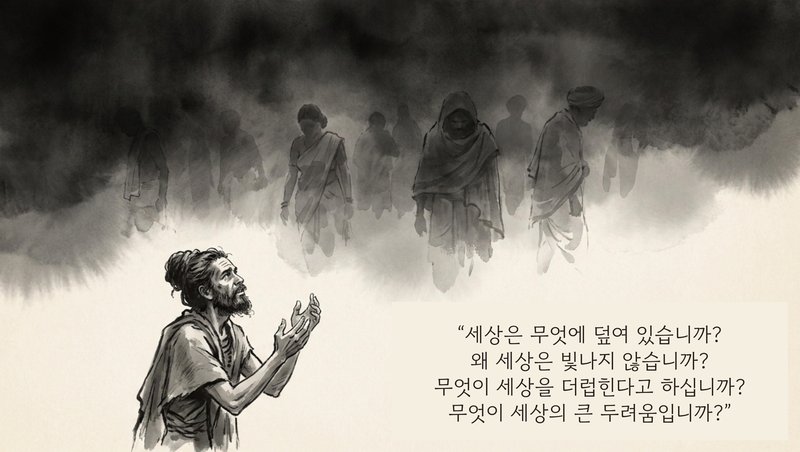 “세상은 무엇에 덮여 있습니까?
왜 세상은 빛나지 않습니까?
무엇이 세상을 더럽힌다고 하십니까?
무엇이 세상의 큰 두려움입니까?”